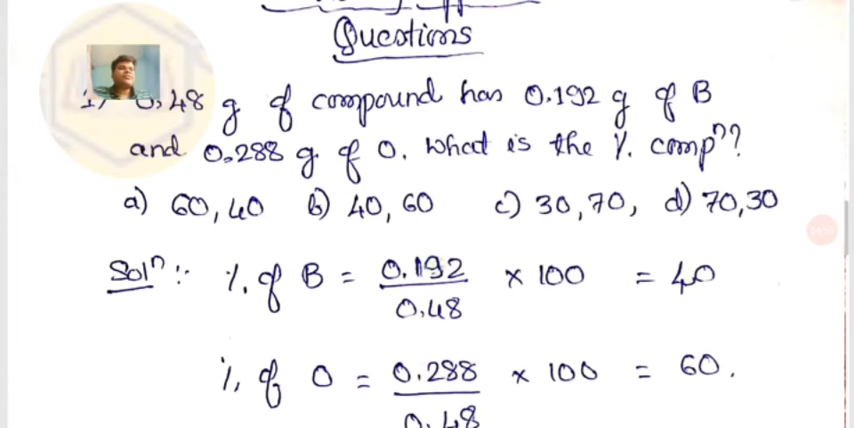 Questions
1) 0.48 g of compound has 0.192 g of B
and 0.288 g of O. What is the % compⁿ?
a) 60,40 b) 40,60 c) 30,70, d) 70,30
Solⁿ :- % of B = 0.192 / 0.48 × 100 = 40
% of O = 0.288 / 0.48 × 100 = 60.